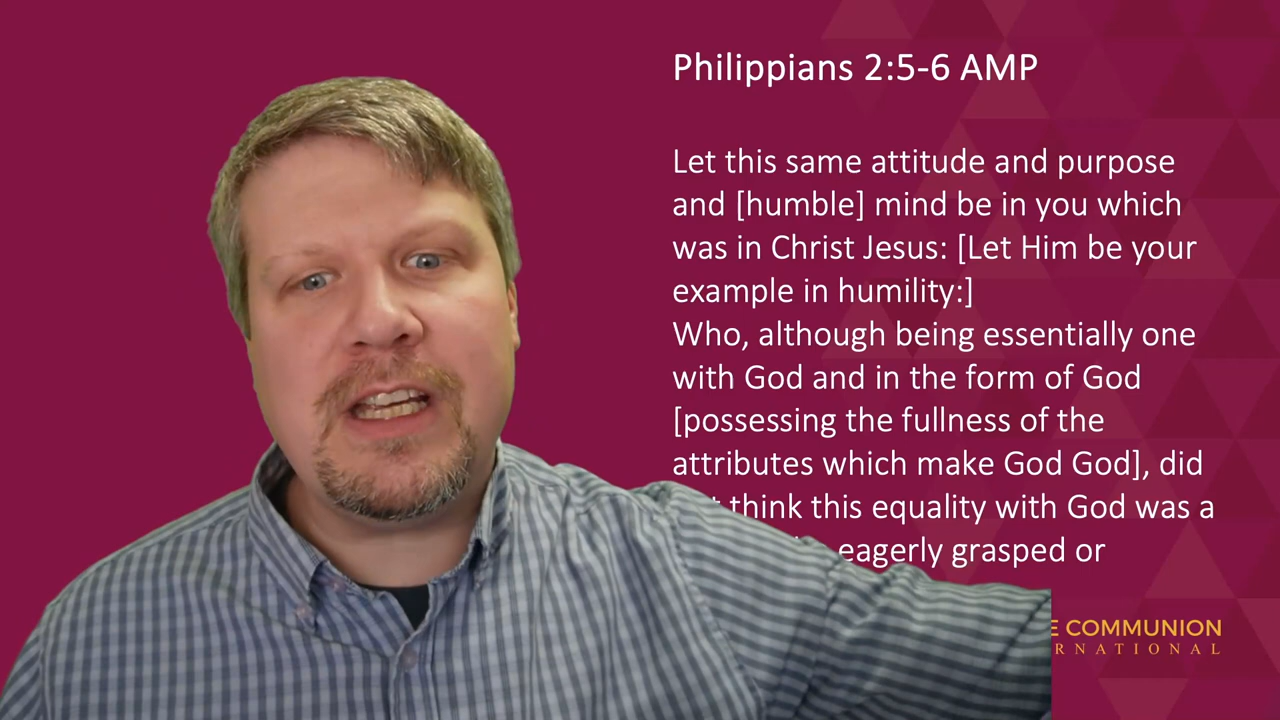 Philippians 2:5-6 AMP
Let this same attitude and purpose
and [humble] mind be in you which
was in Christ Jesus: [Let Him be your
example in humility:]
Who, although being essentially one
with God and in the form of God
[possessing the fullness of the
attributes which make God God], did
think this equality with God was a
eagerly grasped or
E COMMUNION
RNATIONAL